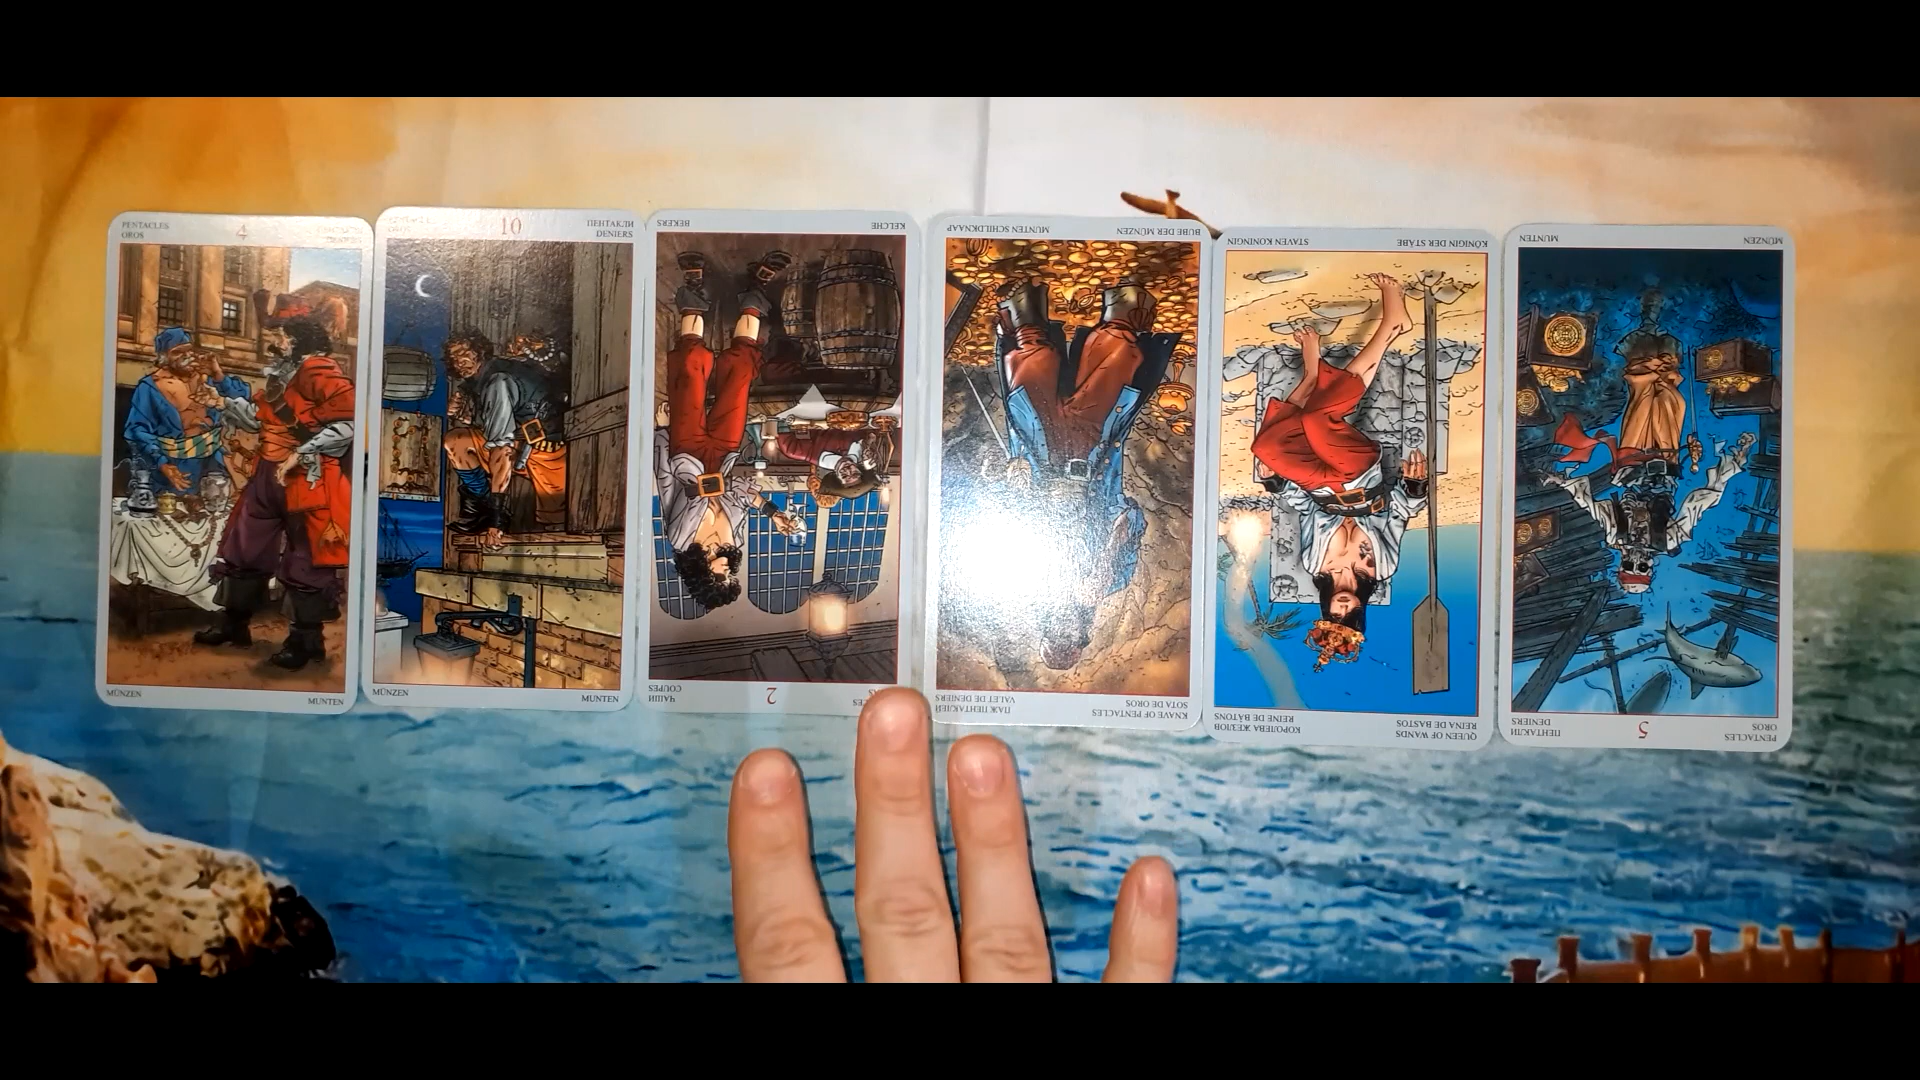 PENTACLES
OROS
4
MÜNZEN
MUNTEN
10
ПЕНТАКЛИ
DENIERS
OROS
MÜNZEN
MUNTEN
BEKERS
KELCHE
2
ЧАШИ
COUPES
BUBE DER MÜNZEN
MUNTEN SCHILDKNAAP
KNAVE OF PENTACLES
SOTA DE OROS
ПАЖ ПЕНТАКЛЕЙ
VALET DE DENIERS
KÖNIGIN DER STÄBE
STAVEN KONIGIN
QUEEN OF WANDS
REINA DE BASTOS
КОРОЛЕВА ЖЕЗЛОВ
REINE DE BÂTONS
MÜNZEN
MUNTEN
PENTACLES
OROS
5
ПЕНТАКЛИ
DENIERS